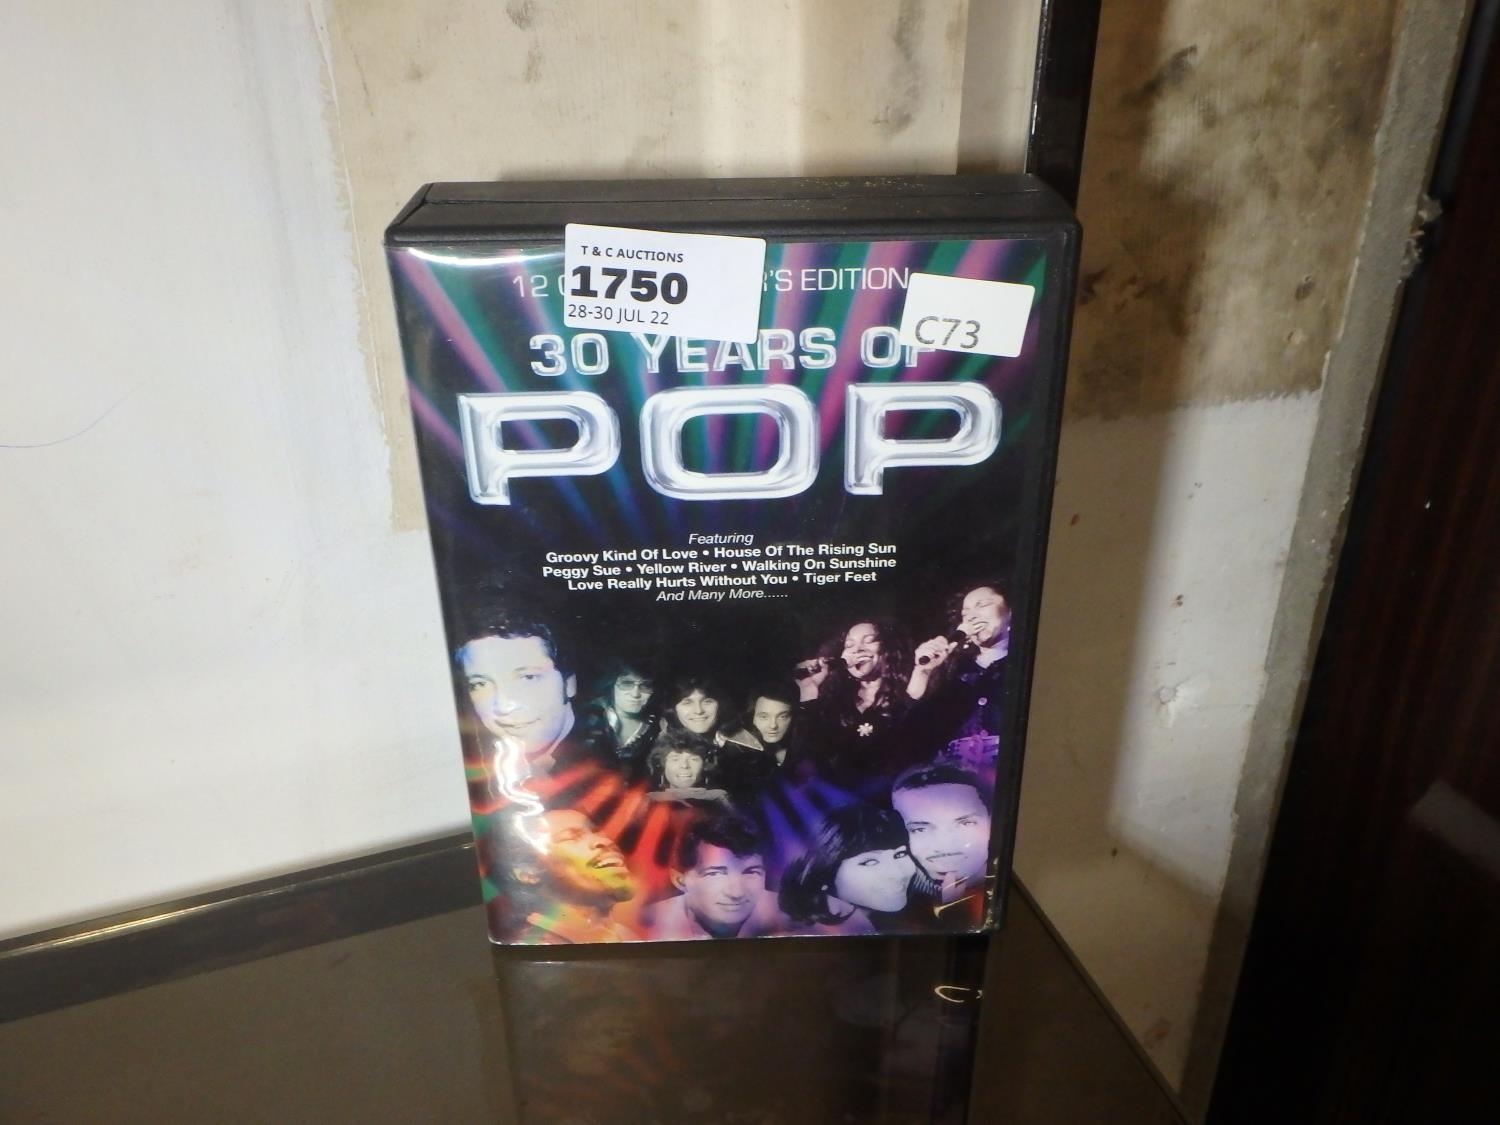 T & C AUCTIONS
1750
28-30 JUL 22
12 'S EDITION
C73
30 YEARS OF
POP
Featuring
Groovy Kind Of Love • House Of The Rising Sun
Peggy Sue • Yellow River • Walking On Sunshine
Love Really Hurts Without You • Tiger Feet
And Many More......